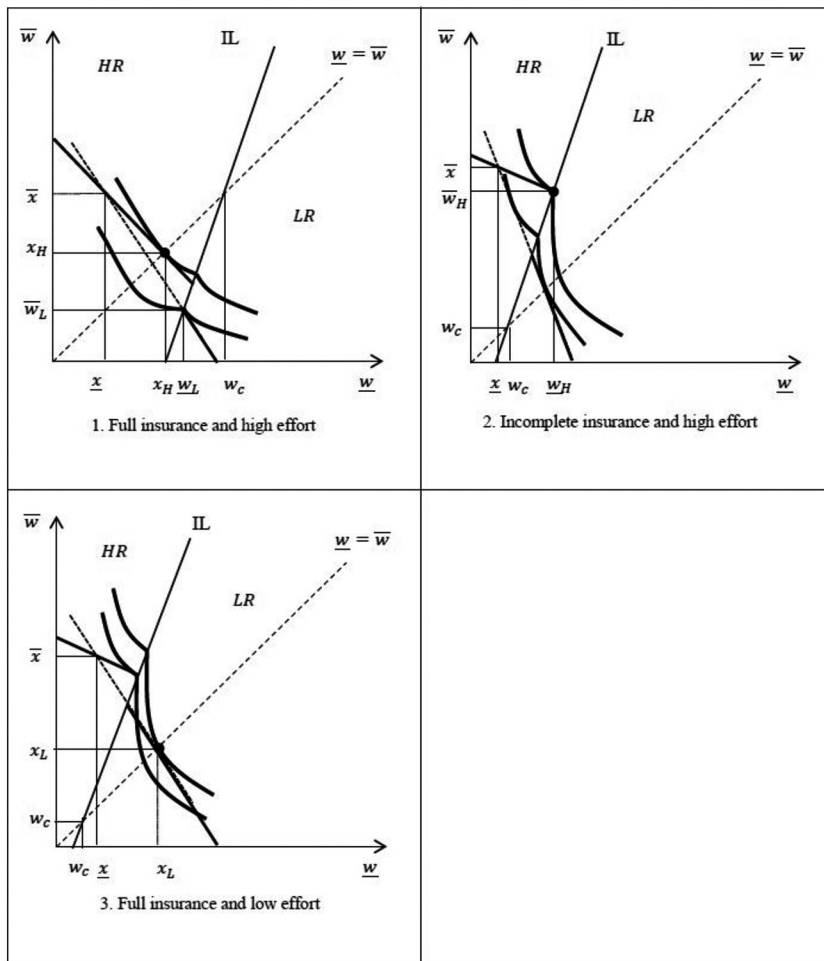 w̅
IL
w̲ = w̅
HR
x̅
LR
x_H
w̅_L
x̲
x_H
w̲_L
w_c
w̲
1. Full insurance and high effort
w̅
IL
w̲ = w̅
HR
LR
x̅
w̅_H
w_c
x̲
w_c
w̲_H
w̲
2. Incomplete insurance and high effort
w̅
IL
w̲ = w̅
HR
LR
x̅
x_L
w_c
w_c
x̲
x_L
w̲
3. Full insurance and low effort